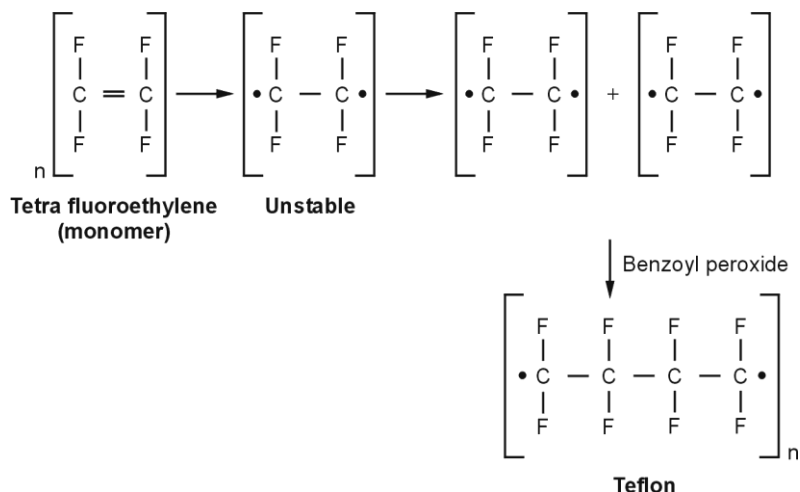 F F F F F F F F
C = C • C — C • • C — C • + • C — C •
F F F F F F F F
n
Tetra fluoroethylene
(monomer)
Unstable
Benzoyl peroxide
F F F F
• C — C — C — C •
F F F F
n
Teflon